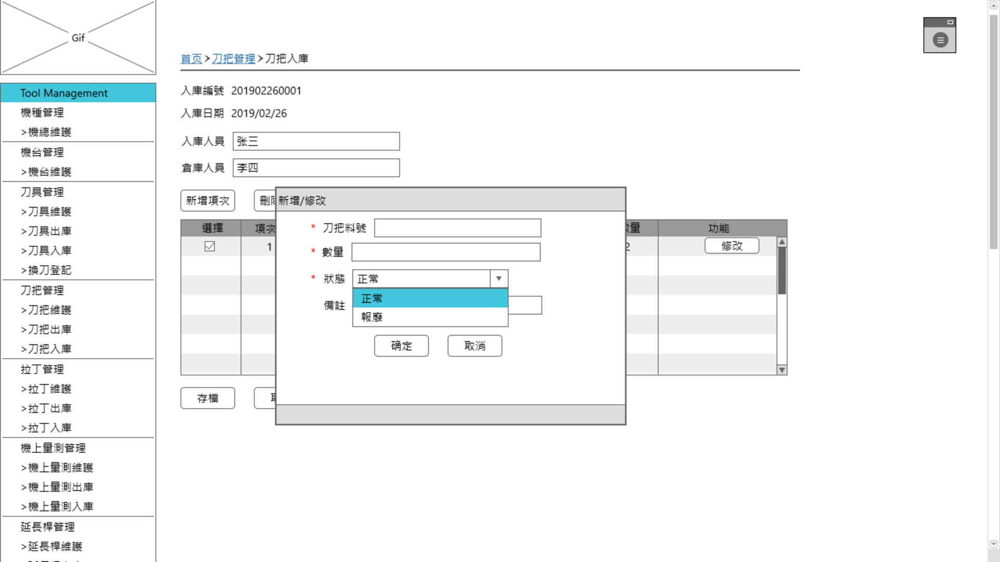 Gif
首页>刀把管理>刀把入庫
Tool Management
機種管理
>機總維護
機台管理
>機台維護
刀具管理
>刀具維護
>刀具出庫
>刀具入庫
>換刀登記
刀把管理
>刀把維護
>刀把出庫
>刀把入庫
拉丁管理
>拉丁維護
>拉丁出庫
>拉丁入庫
機上量測管理
>機上量測維護
>機上量測出庫
>機上量測入庫
延長桿管理
>延長桿維護
入庫編號 201902260001
入庫日期 2019/02/26
入庫人員 张三
倉庫人員 李四
新增項次 刪
選擇 項次 量 功能
1 2 修改
新增/修改
* 刀把料號
* 數量
* 狀態 正常
正常
報廢
備註
确定 取消
存檔